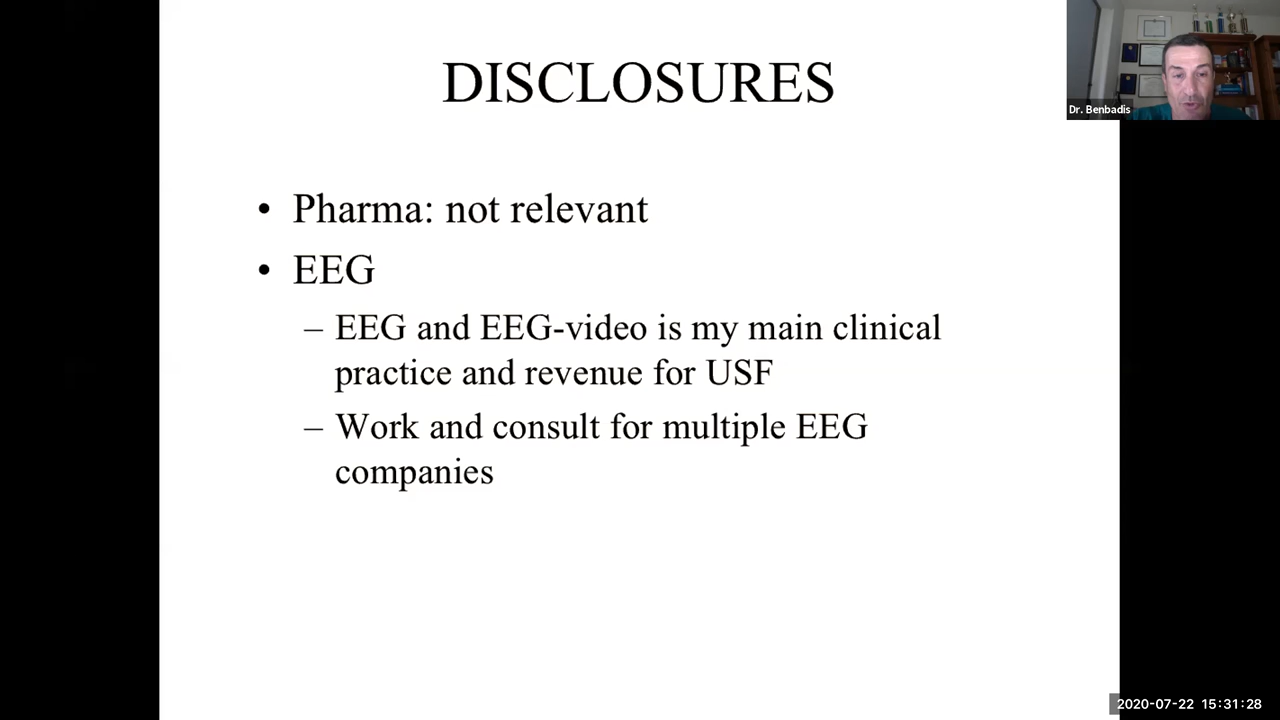 DISCLOSURES
Dr. Benbadis
• Pharma: not relevant
• EEG
– EEG and EEG-video is my main clinical
practice and revenue for USF
– Work and consult for multiple EEG
companies
2020-07-22 15:31:28